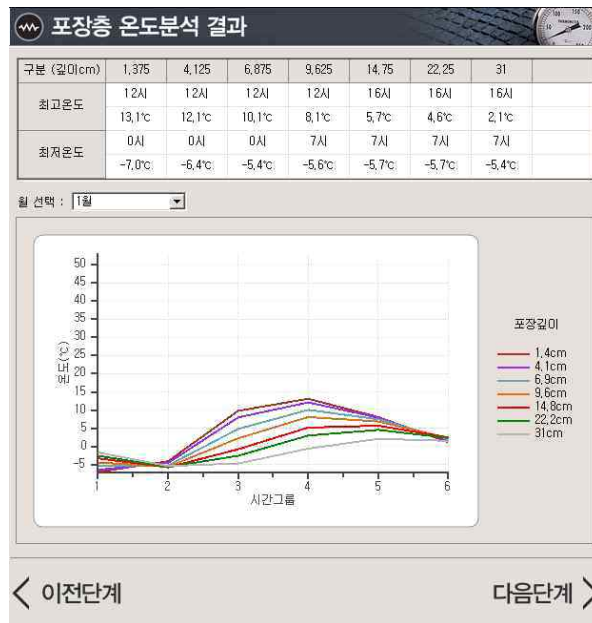 포장층 온도분석 결과
구분 (깊이cm) 1,375 4,125 6,875 9,625 14,75 22,25 31
최고온도 12시 12시 12시 12시 16시 16시 16시
13,1℃ 12,1℃ 10,1℃ 8,1℃ 5,7℃ 4,6℃ 2,1℃
최저온도 0시 0시 0시 7시 7시 7시 7시
-7,0℃ -6,4℃ -5,4℃ -5,6℃ -5,7℃ -5,7℃ -5,4℃
월 선택 : 1월
50
45
40
35
30
25
20
15
10
5
0
-5
온도(℃)
1 2 3 4 5 6
시간그룹
포장깊이
1,4cm
4,1cm
6,9cm
9,6cm
14,8cm
22,2cm
31cm
이전단계
다음단계